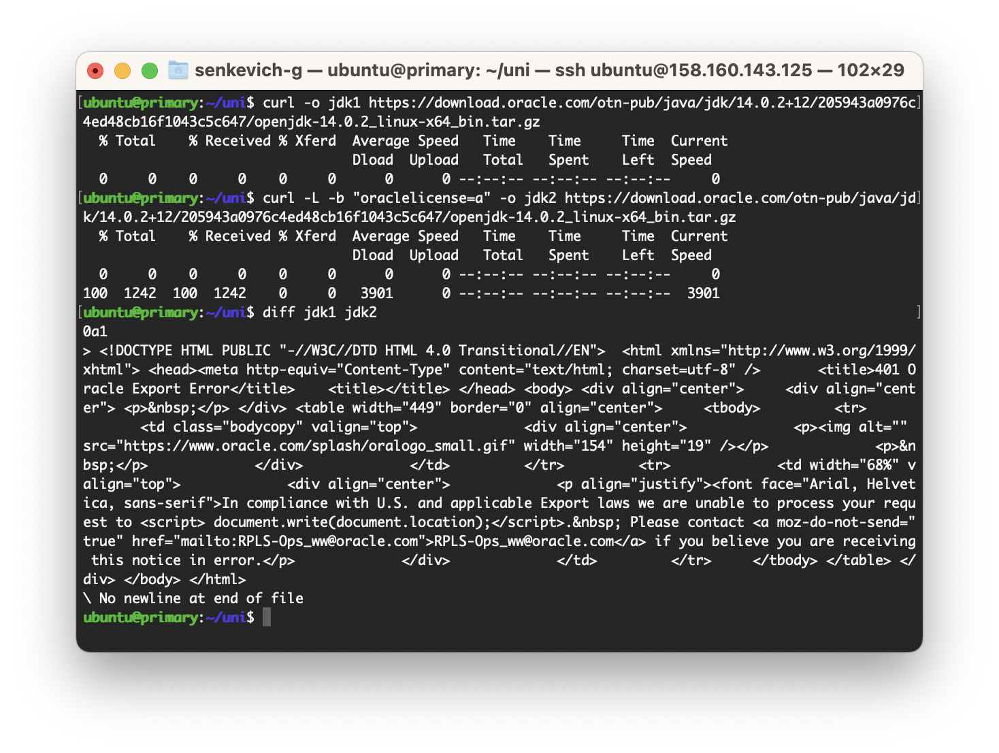 senkevich-g — ubuntu@primary: ~/uni — ssh ubuntu@158.160.143.125 — 102×29
[ubuntu@primary:~/uni$ curl -o jdk1 https://download.oracle.com/otn-pub/java/jdk/14.0.2+12/205943a0976c]
4ed48cb16f1043c5c647/openjdk-14.0.2_linux-x64_bin.tar.gz
  % Total    % Received % Xferd  Average Speed   Time    Time     Time  Current
                                 Dload  Upload   Total   Spent    Left  Speed
  0     0    0     0    0     0      0      0 --:--:-- --:--:-- --:--:--     0
[ubuntu@primary:~/uni$ curl -L -b "oraclelicense=a" -o jdk2 https://download.oracle.com/otn-pub/java/jd]
k/14.0.2+12/205943a0976c4ed48cb16f1043c5c647/openjdk-14.0.2_linux-x64_bin.tar.gz
  % Total    % Received % Xferd  Average Speed   Time    Time     Time  Current
                                 Dload  Upload   Total   Spent    Left  Speed
  0     0    0     0    0     0      0      0 --:--:-- --:--:-- --:--:--     0
100  1242  100  1242    0     0   3901      0 --:--:-- --:--:-- --:--:--  3901
[ubuntu@primary:~/uni$ diff jdk1 jdk2                                                                  ]
0a1
> <!DOCTYPE HTML PUBLIC "-//W3C//DTD HTML 4.0 Transitional//EN">  <html xmlns="http://www.w3.org/1999/
xhtml"> <head><meta http-equiv="Content-Type" content="text/html; charset=utf-8" />       <title>401 O
racle Export Error</title>    <title></title> </head> <body> <div align="center">     <div align="cent
er"> <p>&nbsp;</p> </div> <table width="449" border="0" align="center">     <tbody>         <tr>
       <td class="bodycopy" valign="top">             <div align="center">            <p><img alt=""
src="https://www.oracle.com/splash/oralogo_small.gif" width="154" height="19" /></p>             <p>&n
bsp;</p>             </div>             </td>         </tr>         <tr>             <td width="68%" v
align="top">             <div align="center">             <p align="justify"><font face="Arial, Helvet
ica, sans-serif">In compliance with U.S. and applicable Export laws we are unable to process your requ
est to <script> document.write(document.location);</script>.&nbsp; Please contact <a moz-do-not-send="
true" href="mailto:RPLS-Ops_ww@oracle.com">RPLS-Ops_ww@oracle.com</a> if you believe you are receiving
 this notice in error.</p>             </div>             </td>         </tr>     </tbody> </table> </
div> </body> </html>
\ No newline at end of file
ubuntu@primary:~/uni$